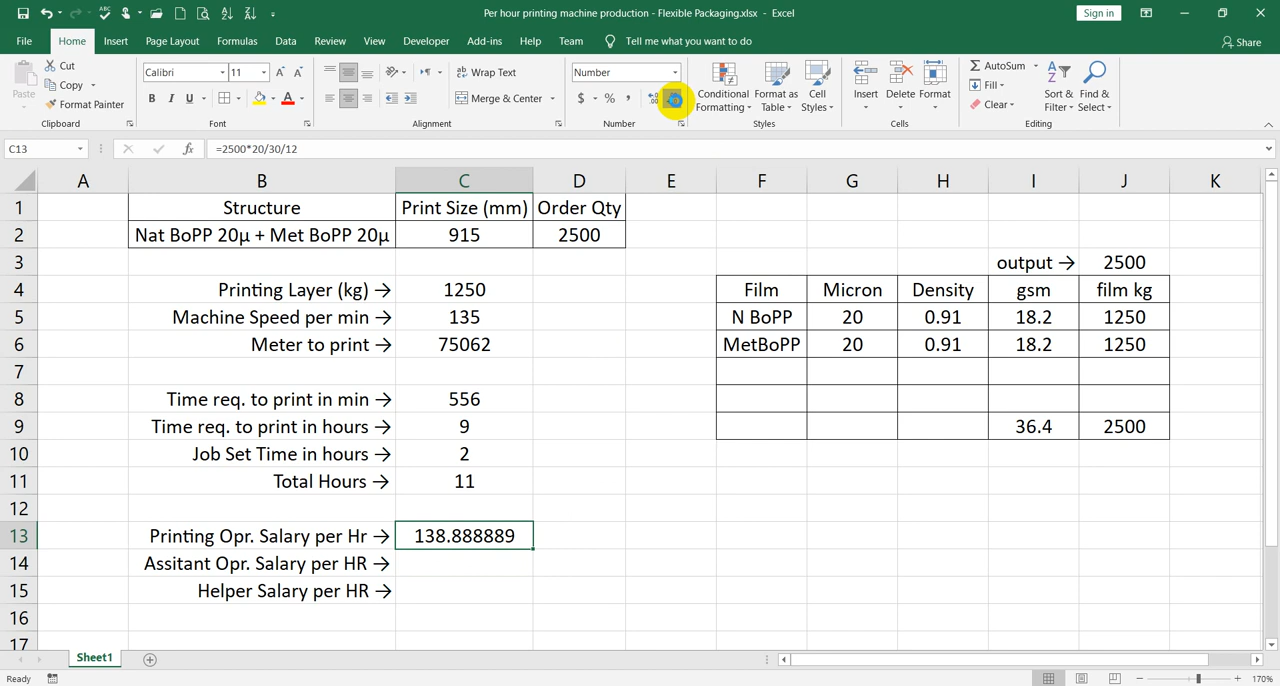 Per hour printing machine production - Flexible Packaging.xlsx - Excel
Sign in
File Home Insert Page Layout Formulas Data Review View Developer Add-ins Help Team Tell me what you want to do
Share
Paste
Cut
Copy
Format Painter
Clipboard
Calibri 11
B I U
Font
Wrap Text
Merge & Center
Alignment
Number
$ % ,
Number
Conditional Formatting
Format as Table
Cell Styles
Styles
Insert Delete Format
Cells
AutoSum
Fill
Clear
Sort & Filter
Find & Select
Editing
C13 fx =2500*20/30/12
A B C D E F G H I J K
1 Structure Print Size (mm) Order Qty
2 Nat BoPP 20µ + Met BoPP 20µ 915 2500
3 output → 2500
4 Printing Layer (kg) → 1250 Film Micron Density gsm film kg
5 Machine Speed per min → 135 N BoPP 20 0.91 18.2 1250
6 Meter to print → 75062 MetBoPP 20 0.91 18.2 1250
7
8 Time req. to print in min → 556
9 Time req. to print in hours → 9 36.4 2500
10 Job Set Time in hours → 2
11 Total Hours → 11
12
13 Printing Opr. Salary per Hr → 138.888889
14 Assitant Opr. Salary per HR →
15 Helper Salary per HR →
16
17
Sheet1
Ready
170%